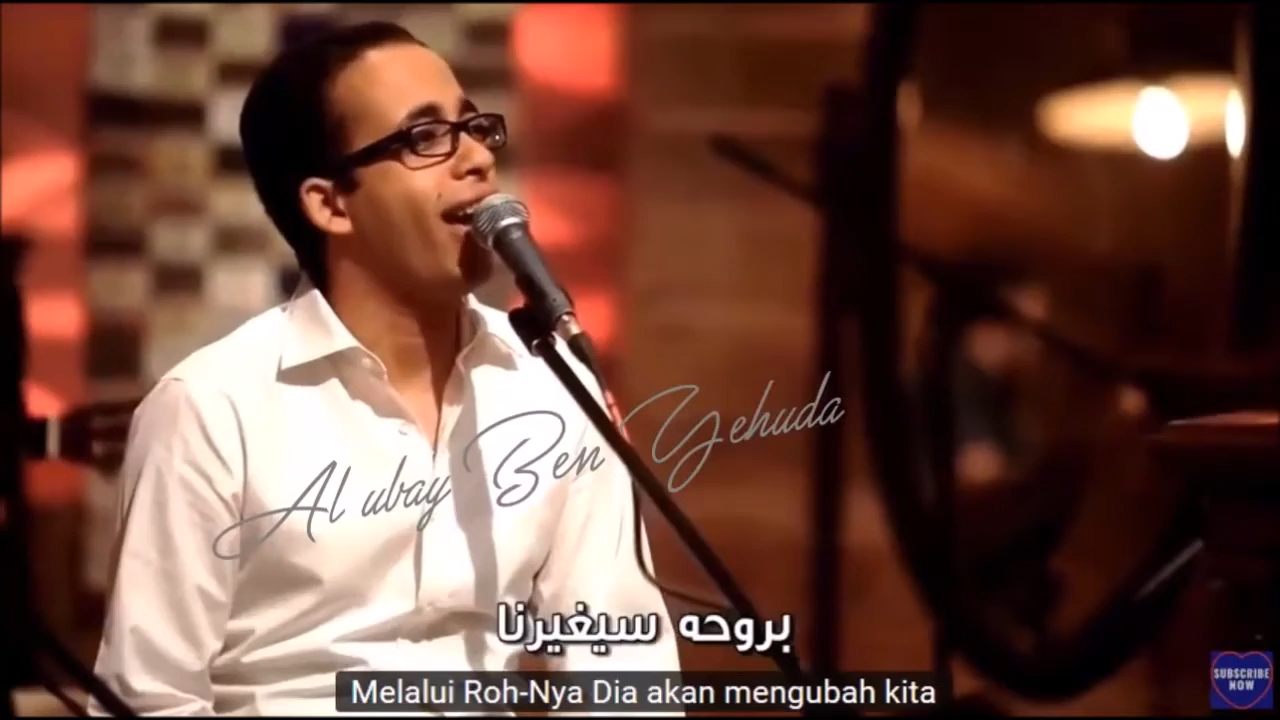 Al ubay Ben Yehuda
بروحه سيغيرنا
Melalui Roh-Nya Dia akan mengubah kita
SUBSCRIBE
NOW